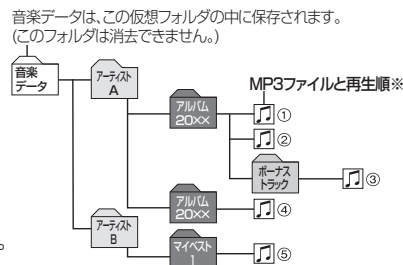 音楽データは、この仮想フォルダの中に保存されます。
(このフォルダは消去できません。)
音楽
データ
アーティスト
A
アルバム
20××
MP3ファイルと再生順※
①
②
ボーナス
トラック
③
アルバム
20××
④
アーティスト
B
マイベスト
1
⑤
。